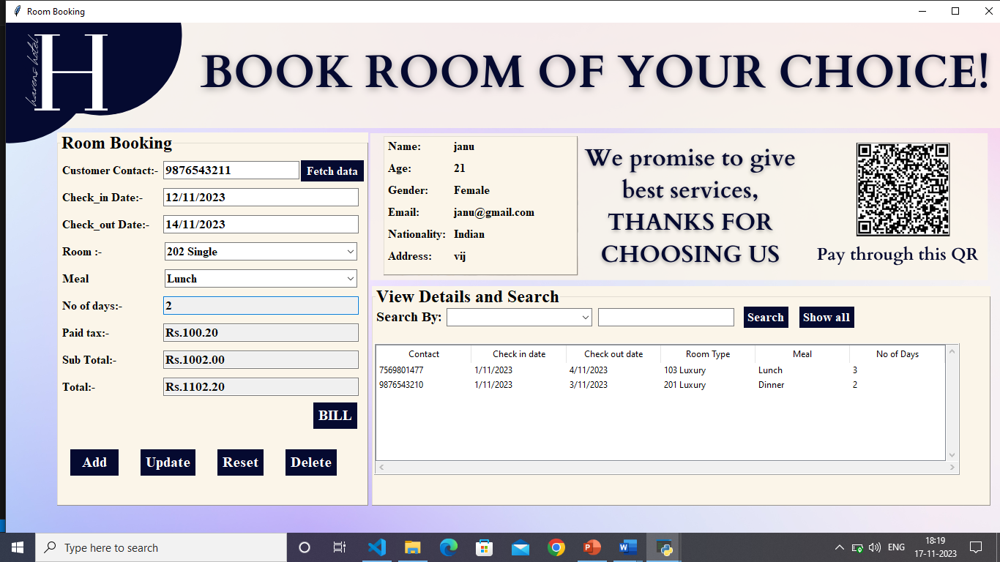 Room Booking
havens hotel
H
BOOK ROOM OF YOUR CHOICE!
Room Booking
Customer Contact:- 9876543211 Fetch data
Check_in Date:- 12/11/2023
Check_out Date:- 14/11/2023
Room :- 202 Single
Meal Lunch
No of days:- 2
Paid tax:- Rs.100.20
Sub Total:- Rs.1002.00
Total:- Rs.1102.20
BILL
Add Update Reset Delete
Name: janu
Age: 21
Gender: Female
Email: janu@gmail.com
Nationality: Indian
Address: vij
We promise to give
best services,
THANKS FOR
CHOOSING US
Pay through this QR
View Details and Search
Search By: Search Show all
Contact Check in date Check out date Room Type Meal No of Days
7569801477 1/11/2023 4/11/2023 103 Luxury Lunch 3
9876543210 1/11/2023 3/11/2023 201 Luxury Dinner 2
Type here to search
ENG
18:19
17-11-2023